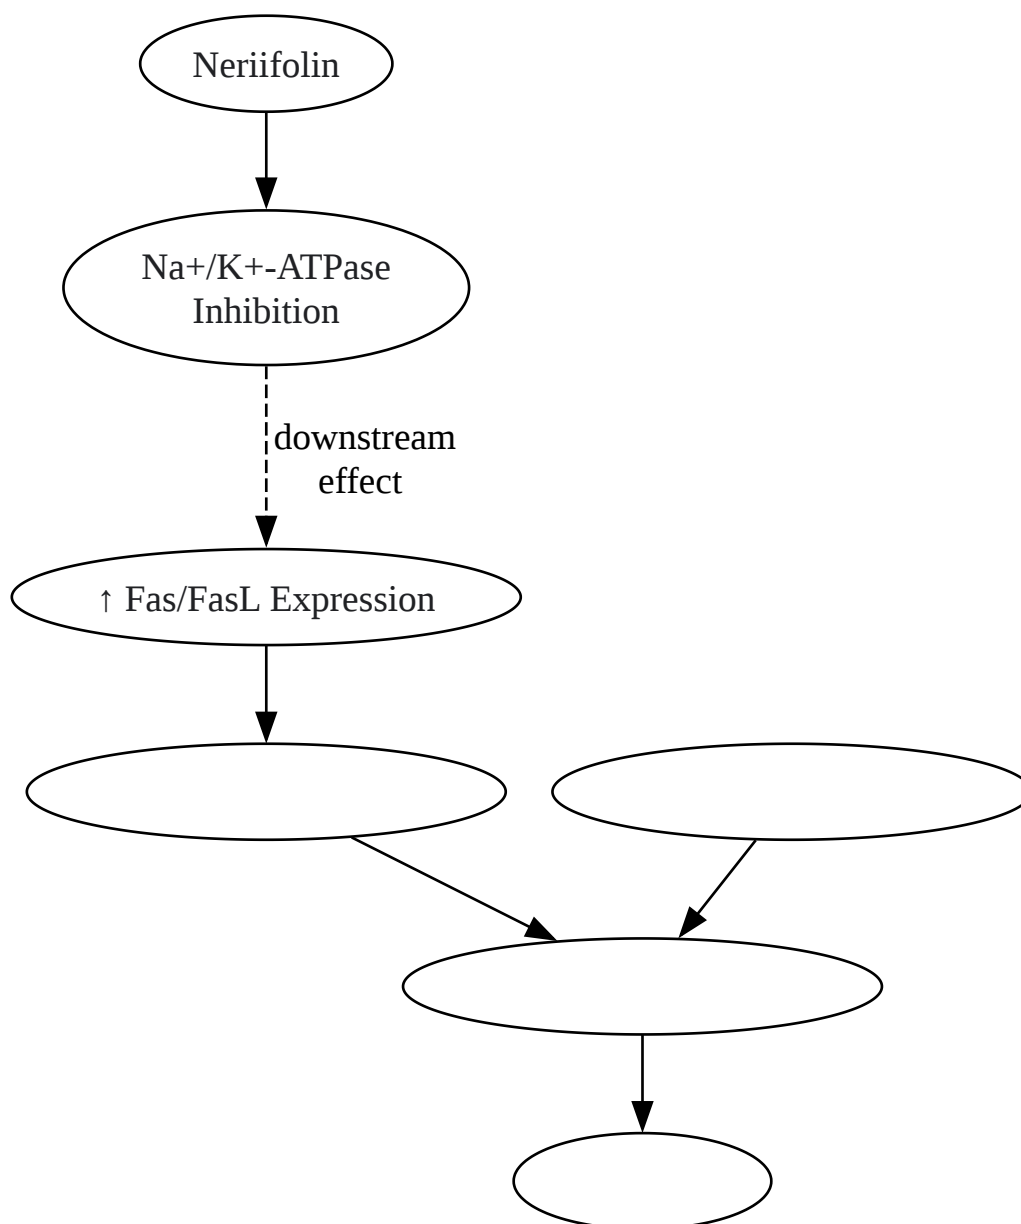 Neriifolin
Na+/K+-ATPase
Inhibition
downstream
effect
↑ Fas/FasL Expression